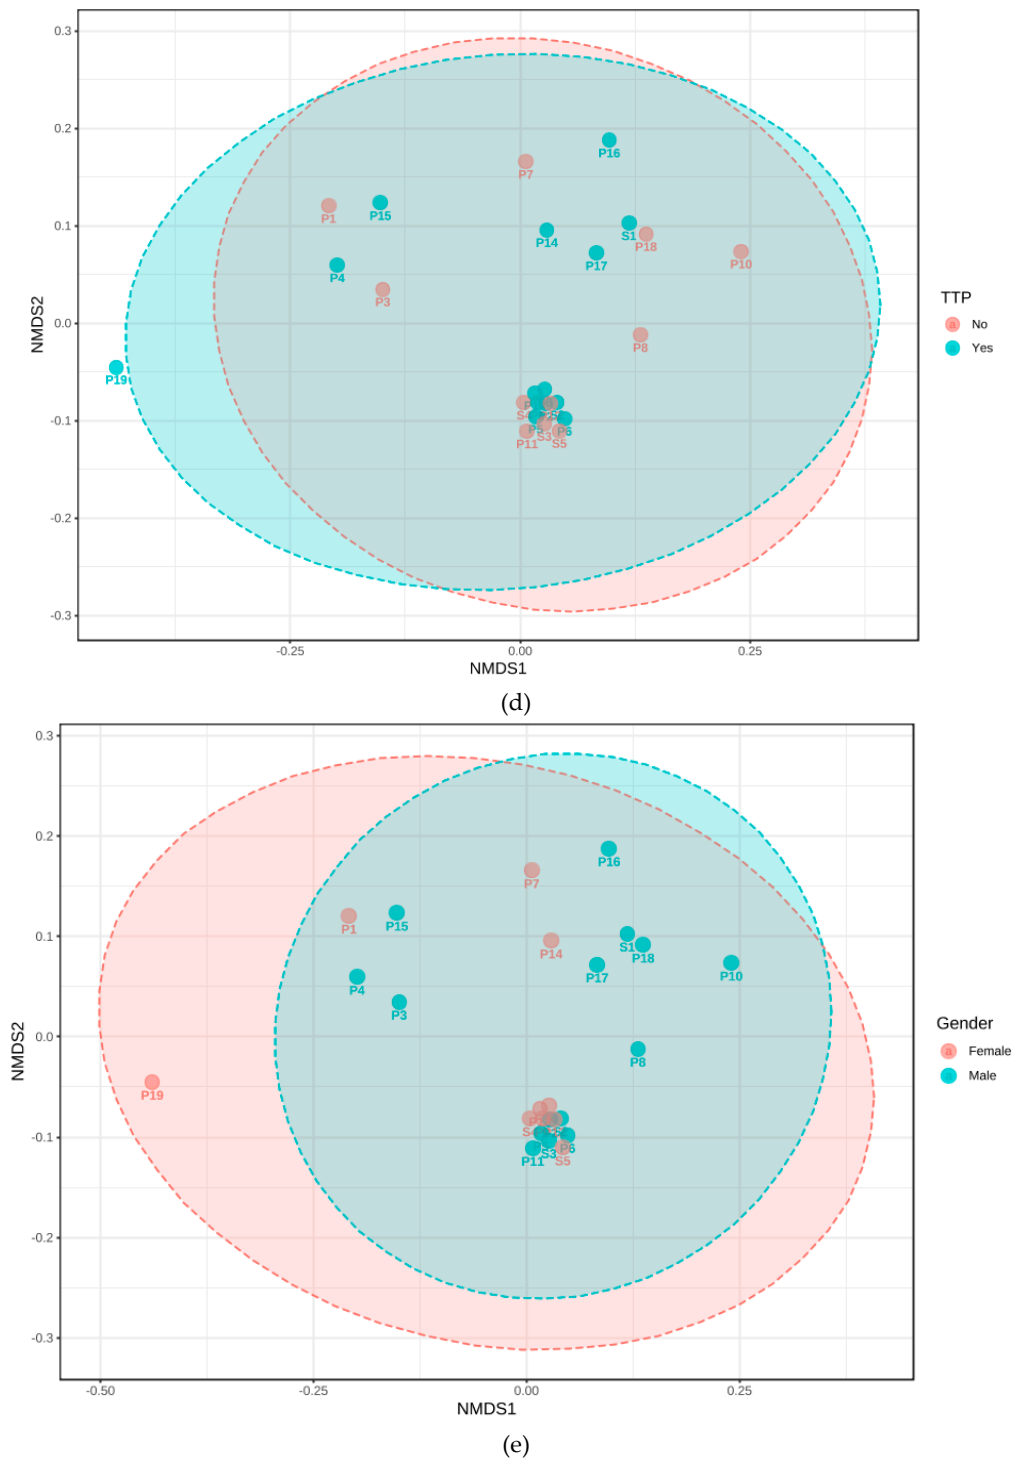 0.3
0.2
P16
P7
P1
P15
0.1
S1
P14
P18
P17
P10
P4
P3
NMDS2
0.0
TTP
No
Yes
P8
P19
-0.1
P6
S3
P11
S5
-0.2
-0.3
-0.25
0.00
0.25
NMDS1
(d)
0.3
0.2
P16
P7
P1
P15
0.1
S1
P14
P18
P17
P10
P4
P3
NMDS2
0.0
Gender
Female
Male
P8
P19
-0.1
P6
S3
P11
S5
-0.2
-0.3
-0.50
-0.25
0.00
0.25
NMDS1
(e)